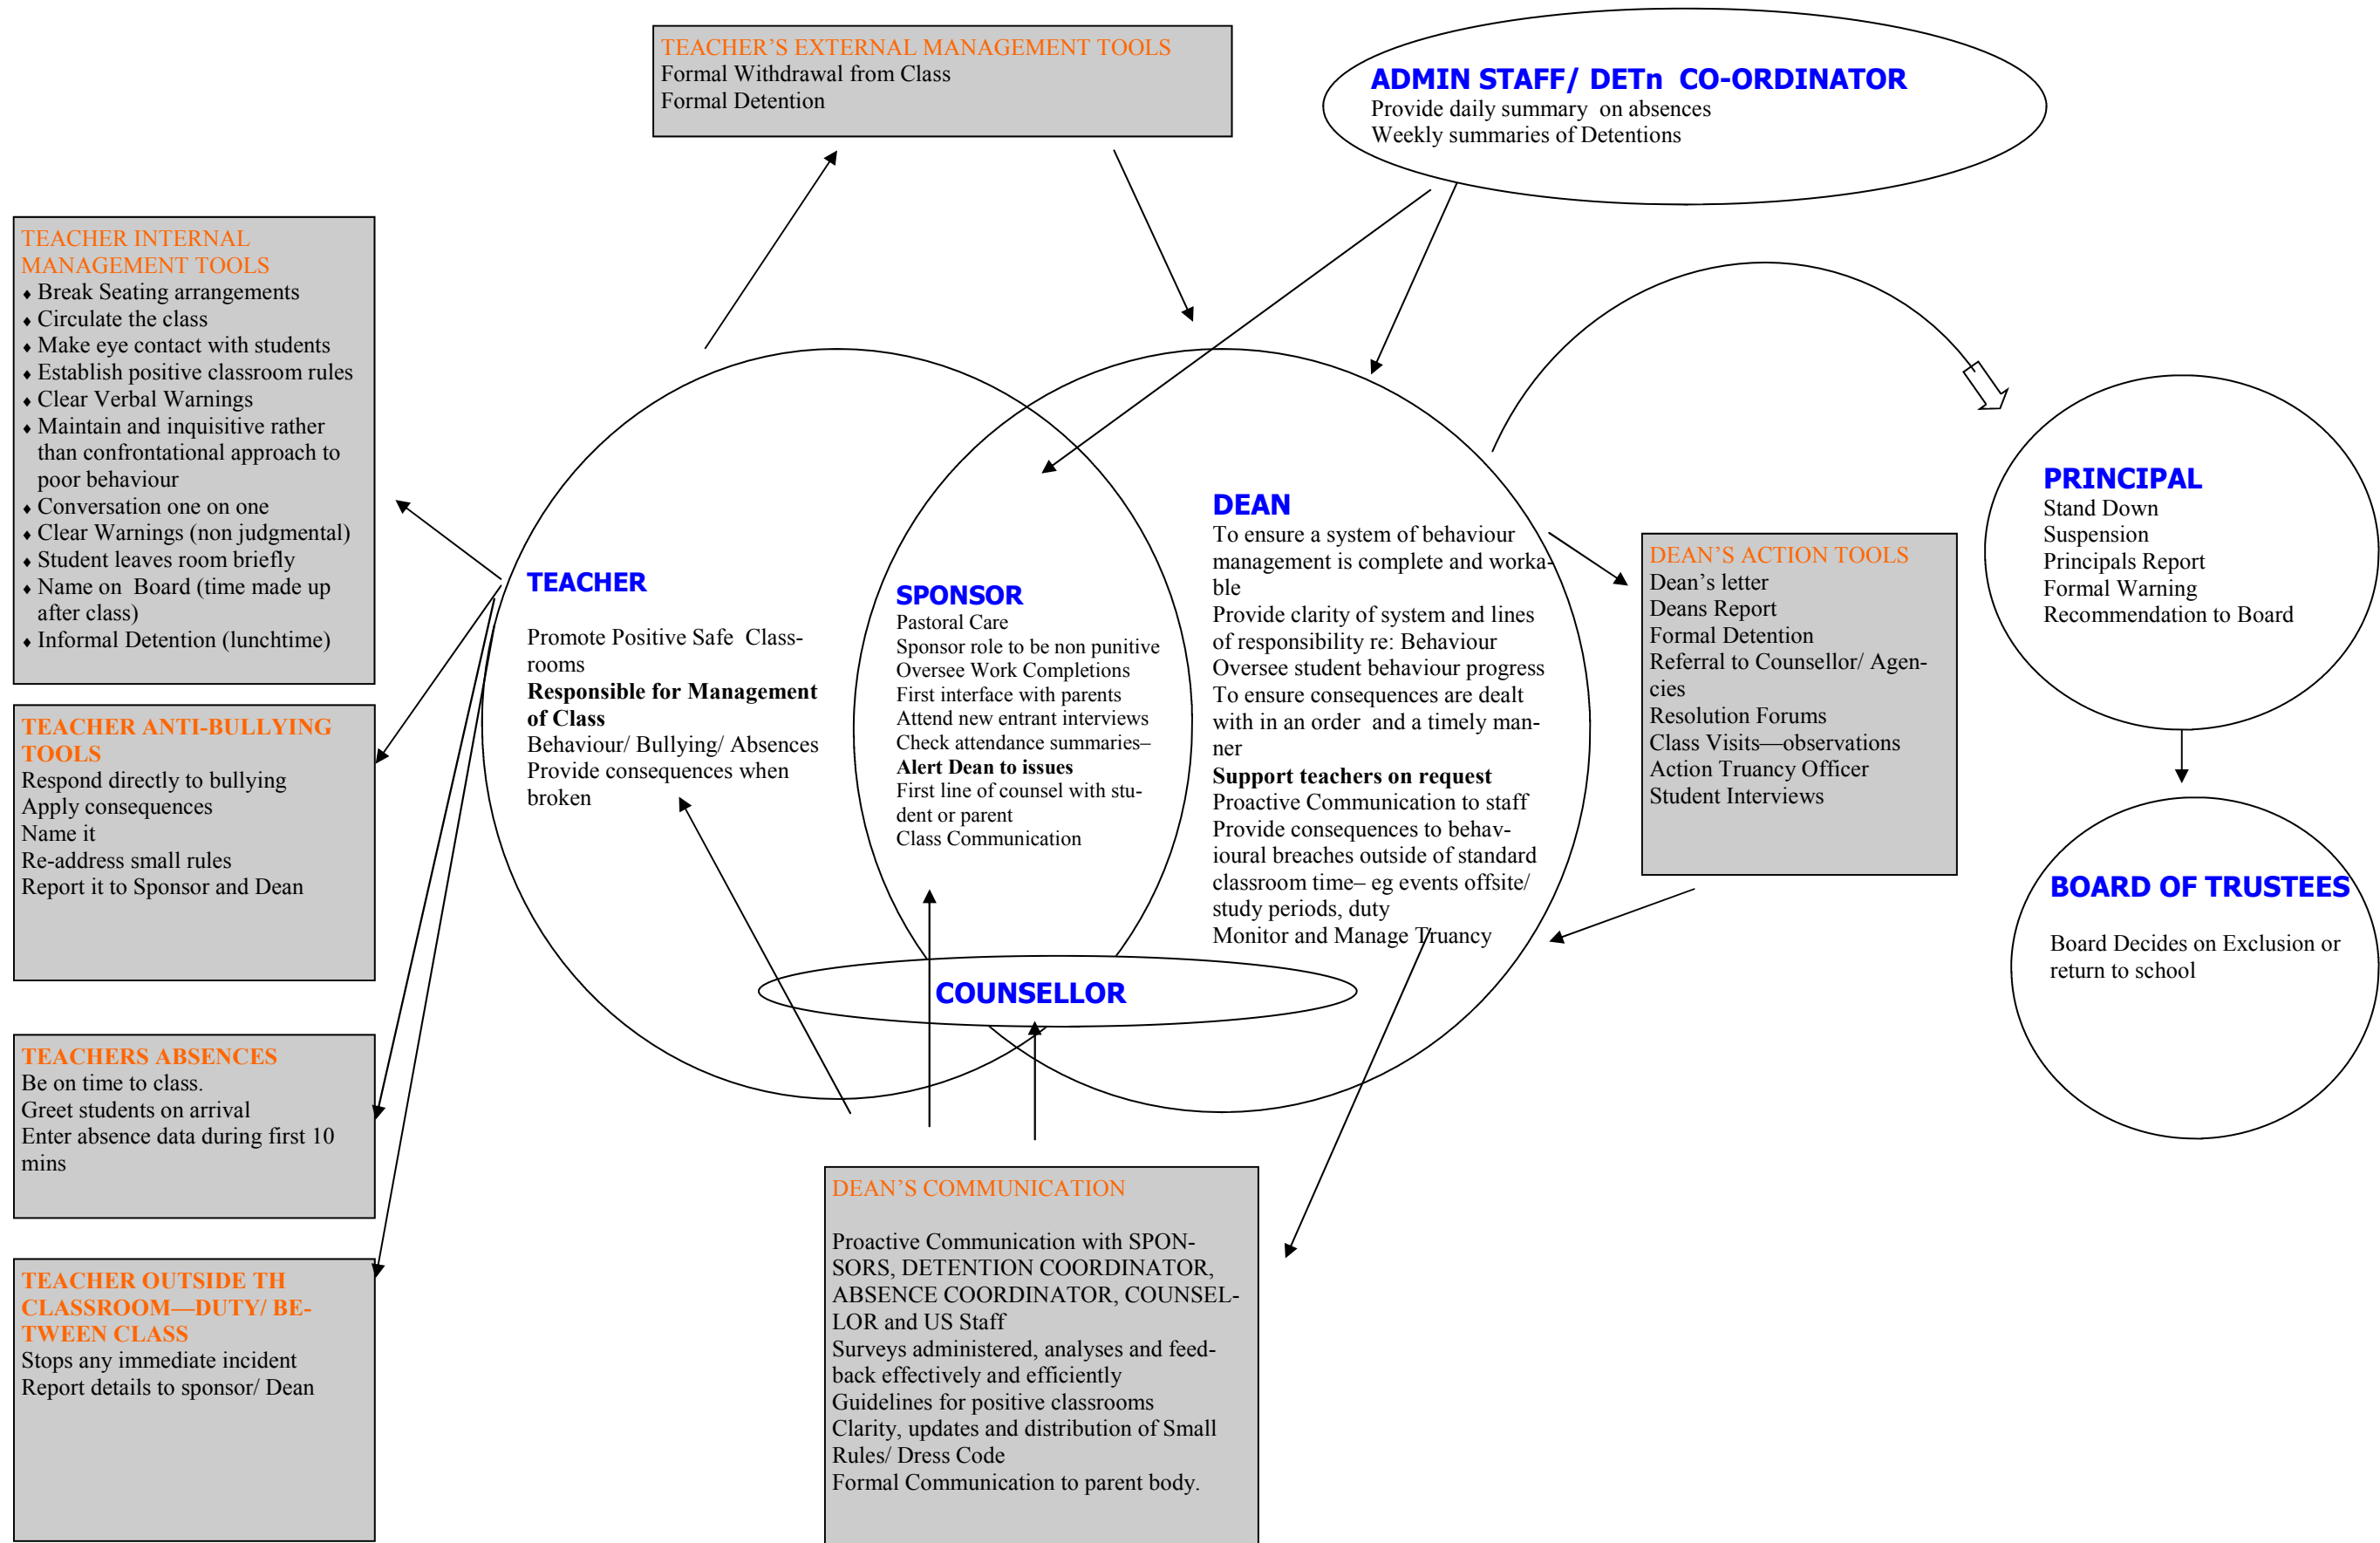 TEACHER'S EXTERNAL MANAGEMENT TOOLS
Formal Withdrawal from Class
Formal Detention
ADMIN STAFF/ DETn CO-ORDINATOR
Provide daily summary on absences
Weekly summaries of Detentions
TEACHER INTERNAL
MANAGEMENT TOOLS
♦ Break Seating arrangements
♦ Circulate the class
♦ Make eye contact with students
♦ Establish positive classroom rules
♦ Clear Verbal Warnings
♦ Maintain and inquisitive rather
than confrontational approach to
poor behaviour
♦ Conversation one on one
♦ Clear Warnings (non judgmental)
♦ Student leaves room briefly
♦ Name on Board (time made up
after class)
♦ Informal Detention (lunchtime)
TEACHER ANTI-BULLYING
TOOLS
Respond directly to bullying
Apply consequences
Name it
Re-address small rules
Report it to Sponsor and Dean
TEACHERS ABSENCES
Be on time to class.
Greet students on arrival
Enter absence data during first 10
mins
TEACHER OUTSIDE TH
CLASSROOM—DUTY/ BE-
TWEEN CLASS
Stops any immediate incident
Report details to sponsor/ Dean
TEACHER
Promote Positive Safe Class-
rooms
Responsible for Management
of Class
Behaviour/ Bullying/ Absences
Provide consequences when
broken
SPONSOR
Pastoral Care
Sponsor role to be non punitive
Oversee Work Completions
First interface with parents
Attend new entrant interviews
Check attendance summaries–
Alert Dean to issues
First line of counsel with stu-
dent or parent
Class Communication
DEAN
To ensure a system of behaviour
management is complete and worka-
ble
Provide clarity of system and lines
of responsibility re: Behaviour
Oversee student behaviour progress
To ensure consequences are dealt
with in an order and a timely man-
ner
Support teachers on request
Proactive Communication to staff
Provide consequences to behav-
ioural breaches outside of standard
classroom time– eg events offsite/
study periods, duty
Monitor and Manage Truancy
COUNSELLOR
DEAN'S COMMUNICATION
Proactive Communication with SPON-
SORS, DETENTION COORDINATOR,
ABSENCE COORDINATOR, COUNSEL-
LOR and US Staff
Surveys administered, analyses and feed-
back effectively and efficiently
Guidelines for positive classrooms
Clarity, updates and distribution of Small
Rules/ Dress Code
Formal Communication to parent body.
DEAN'S ACTION TOOLS
Dean's letter
Deans Report
Formal Detention
Referral to Counsellor/ Agen-
cies
Resolution Forums
Class Visits—observations
Action Truancy Officer
Student Interviews
PRINCIPAL
Stand Down
Suspension
Principals Report
Formal Warning
Recommendation to Board
BOARD OF TRUSTEES
Board Decides on Exclusion or
return to school